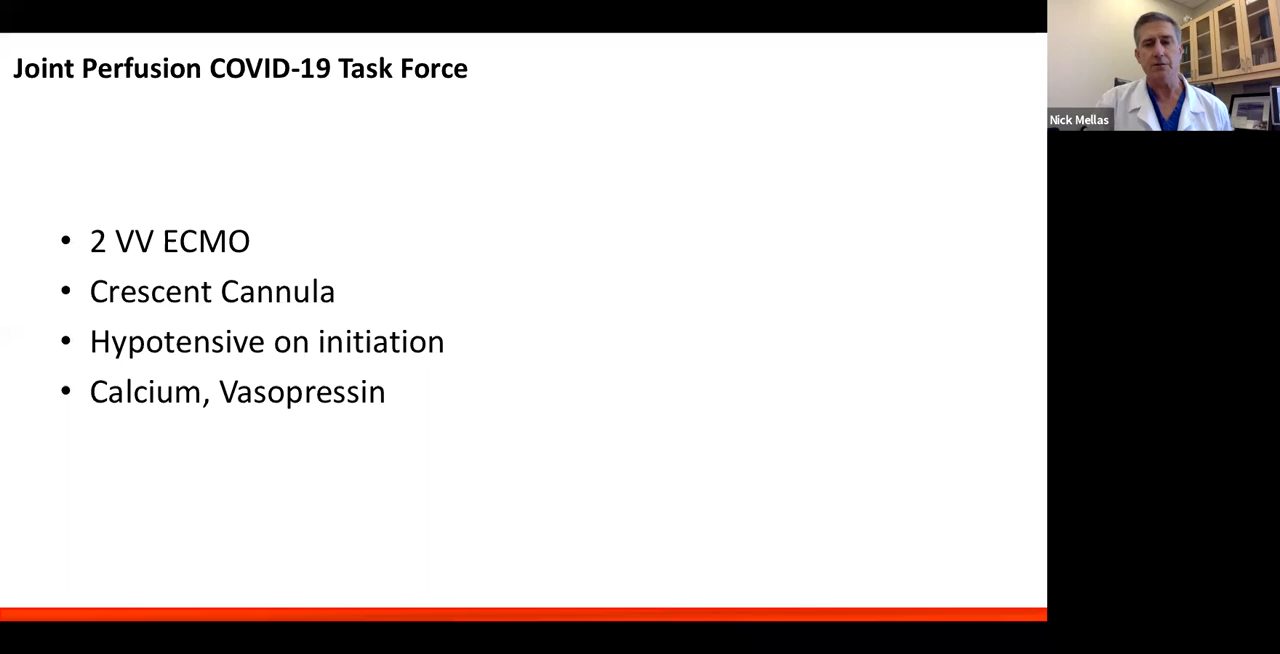 Joint Perfusion COVID-19 Task Force
Nick Mellas
• 2 VV ECMO
• Crescent Cannula
• Hypotensive on initiation
• Calcium, Vasopressin